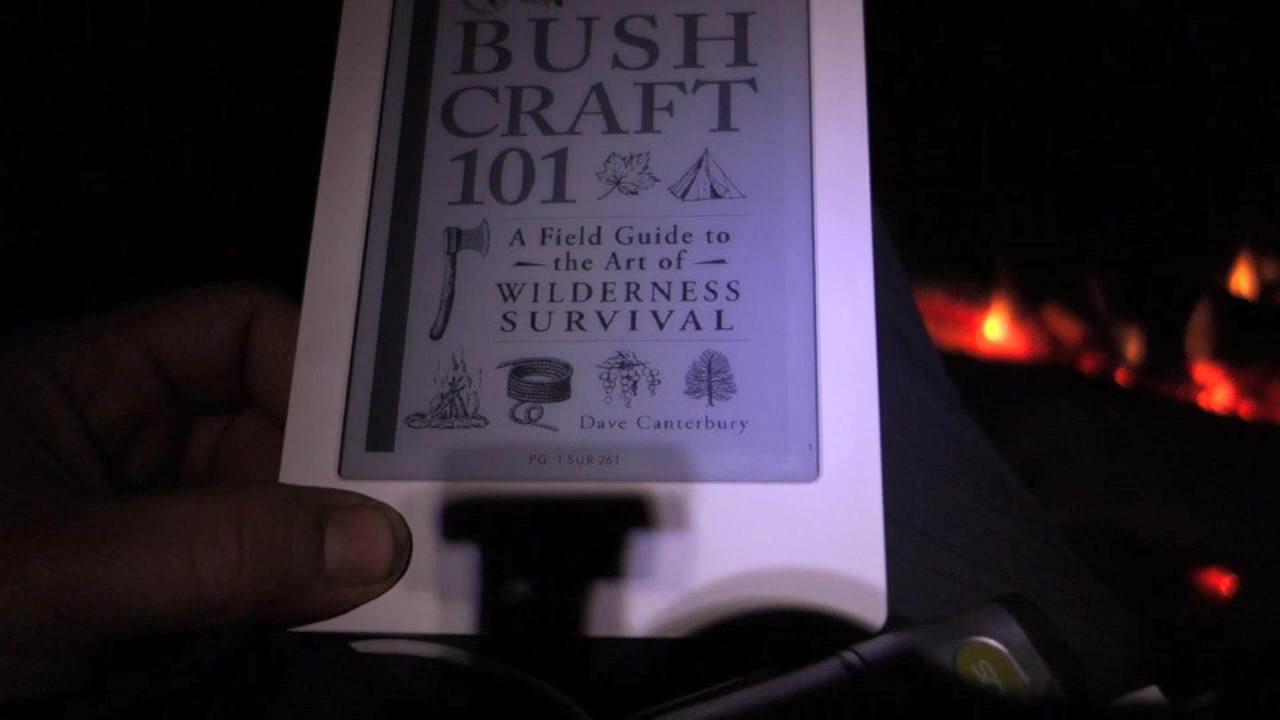 BUSH
CRAFT
101
A Field Guide to
the Art of
WILDERNESS
SURVIVAL
Dave Canterbury
PG. 1 SUR 261